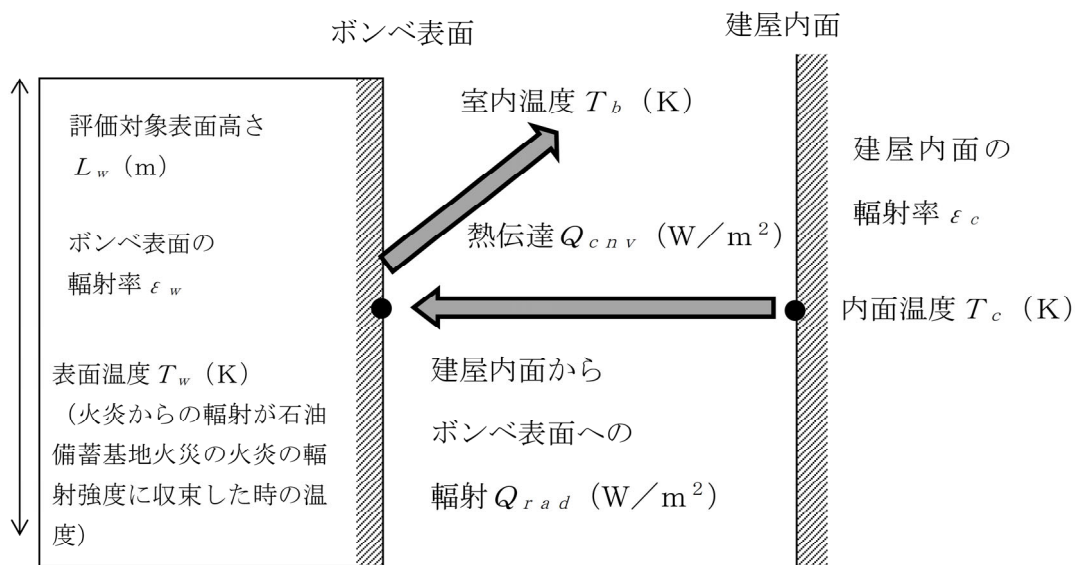 ボンベ表面
建屋内面
評価対象表面高さ
L_w（m）
ボンベ表面の
輻射率 ε_w
表面温度 T_w（K）
（火炎からの輻射が石油
備蓄基地火災の火炎の輻
射強度に収束した時の温
度）
室内温度 T_b（K）
熱伝達 Q_cnv（W／m²）
建屋内面から
ボンベ表面への
輻射 Q_rad（W／m²）
建屋内面の
輻射率 ε_c
内面温度 T_c（K）